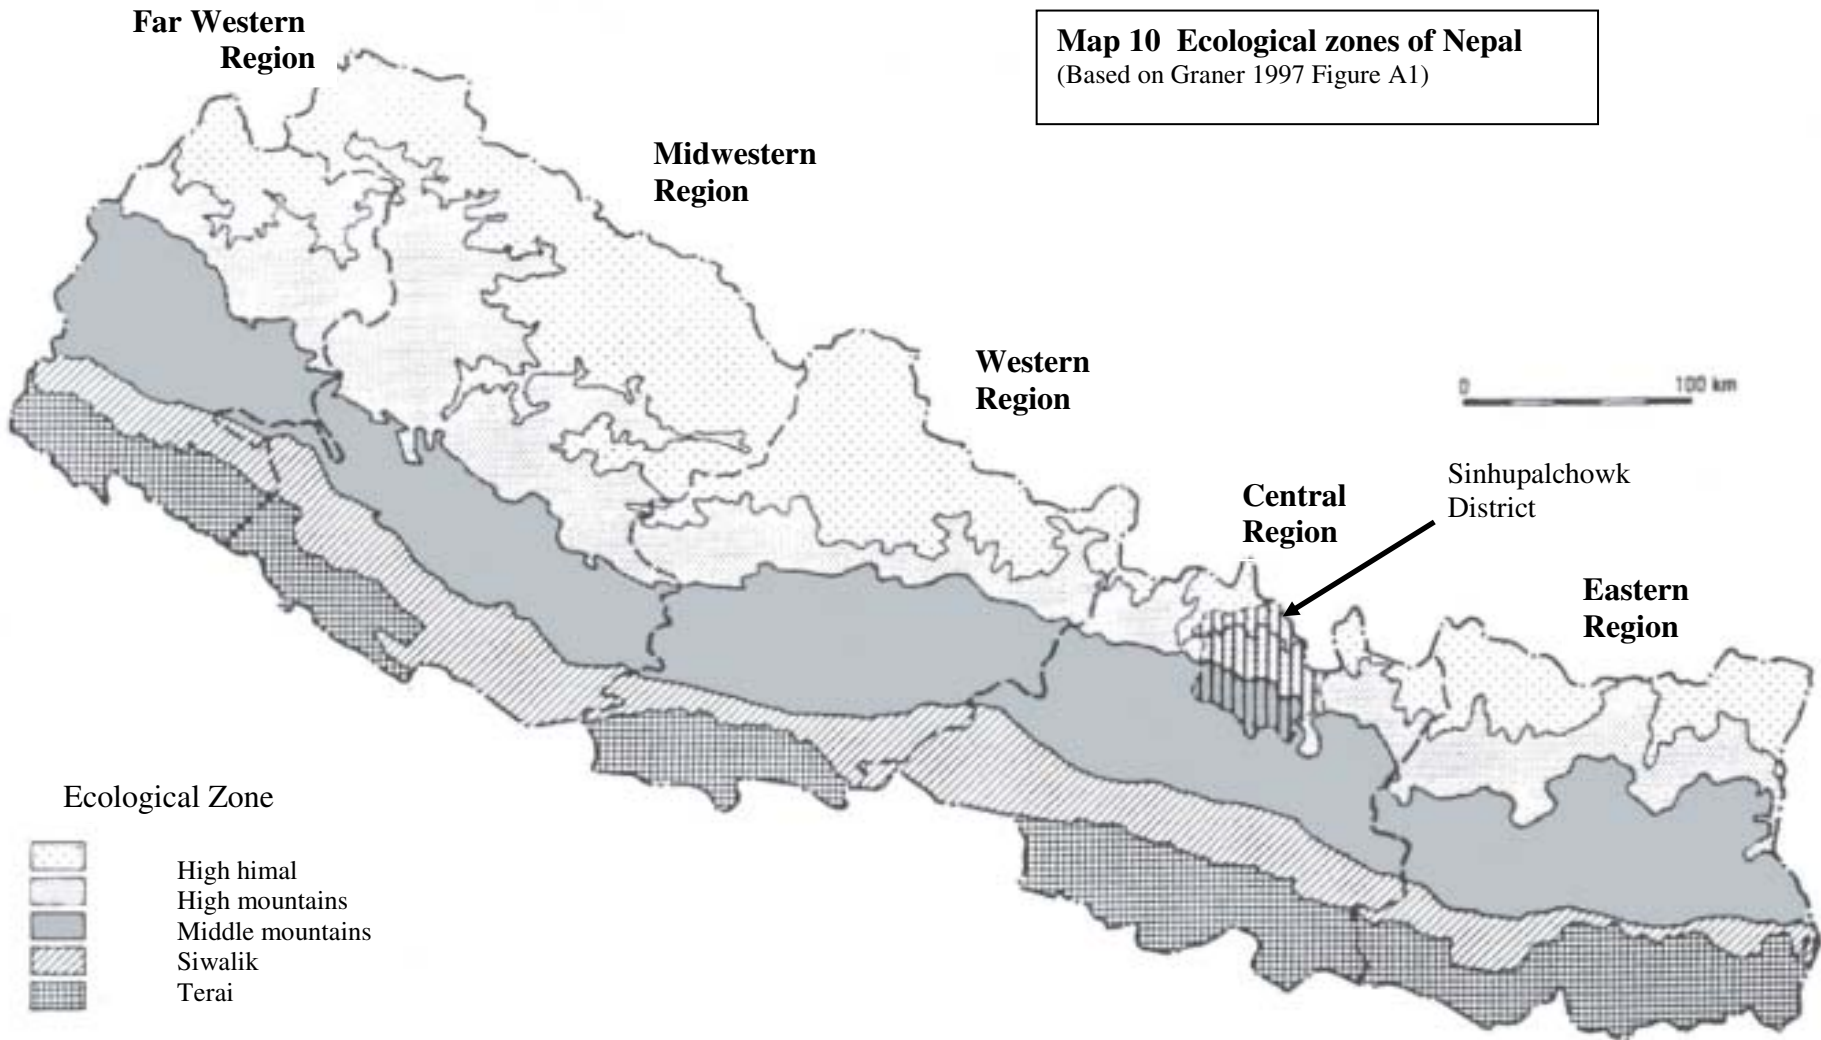 Far Western
Region
Map 10 Ecological zones of Nepal
(Based on Graner 1997 Figure A1)
Midwestern
Region
Western
Region
0 100 km
Sinhupalchowk
District
Central
Region
Eastern
Region
Ecological Zone
High himal
High mountains
Middle mountains
Siwalik
Terai